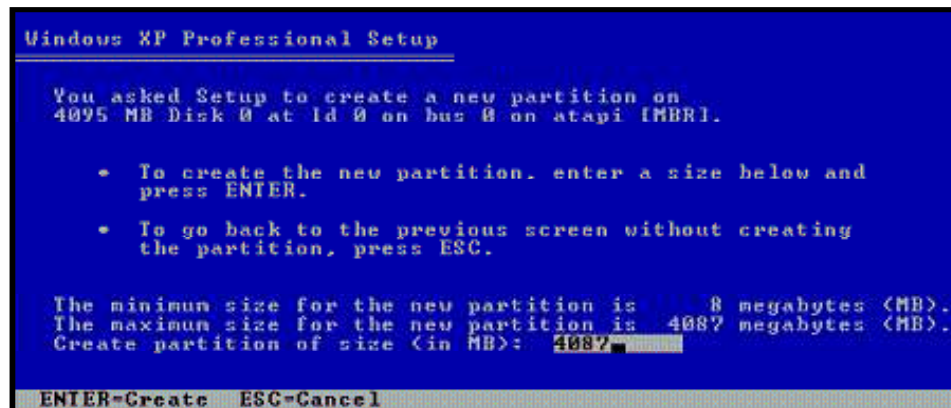 Windows XP Professional Setup
You asked Setup to create a new partition on
4095 MB Disk 0 at Id 0 on bus 0 on atapi [MBR].
• To create the new partition, enter a size below and
press ENTER.
• To go back to the previous screen without creating
the partition, press ESC.
The minimum size for the new partition is 8 megabytes (MB).
The maximum size for the new partition is 4087 megabytes (MB).
Create partition of size (in MB): 4087_
ENTER=Create ESC=Cancel